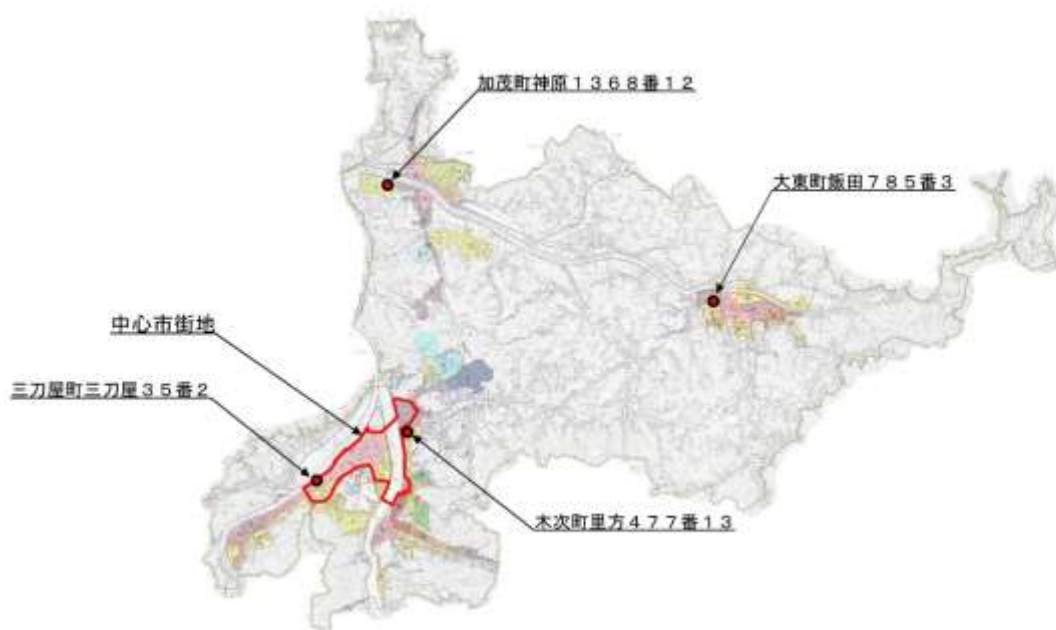 加茂町神原１３６８番１２
大東町飯田７８５番３
中心市街地
三刀屋町三刀屋３５番２
木次町里方４７７番１３